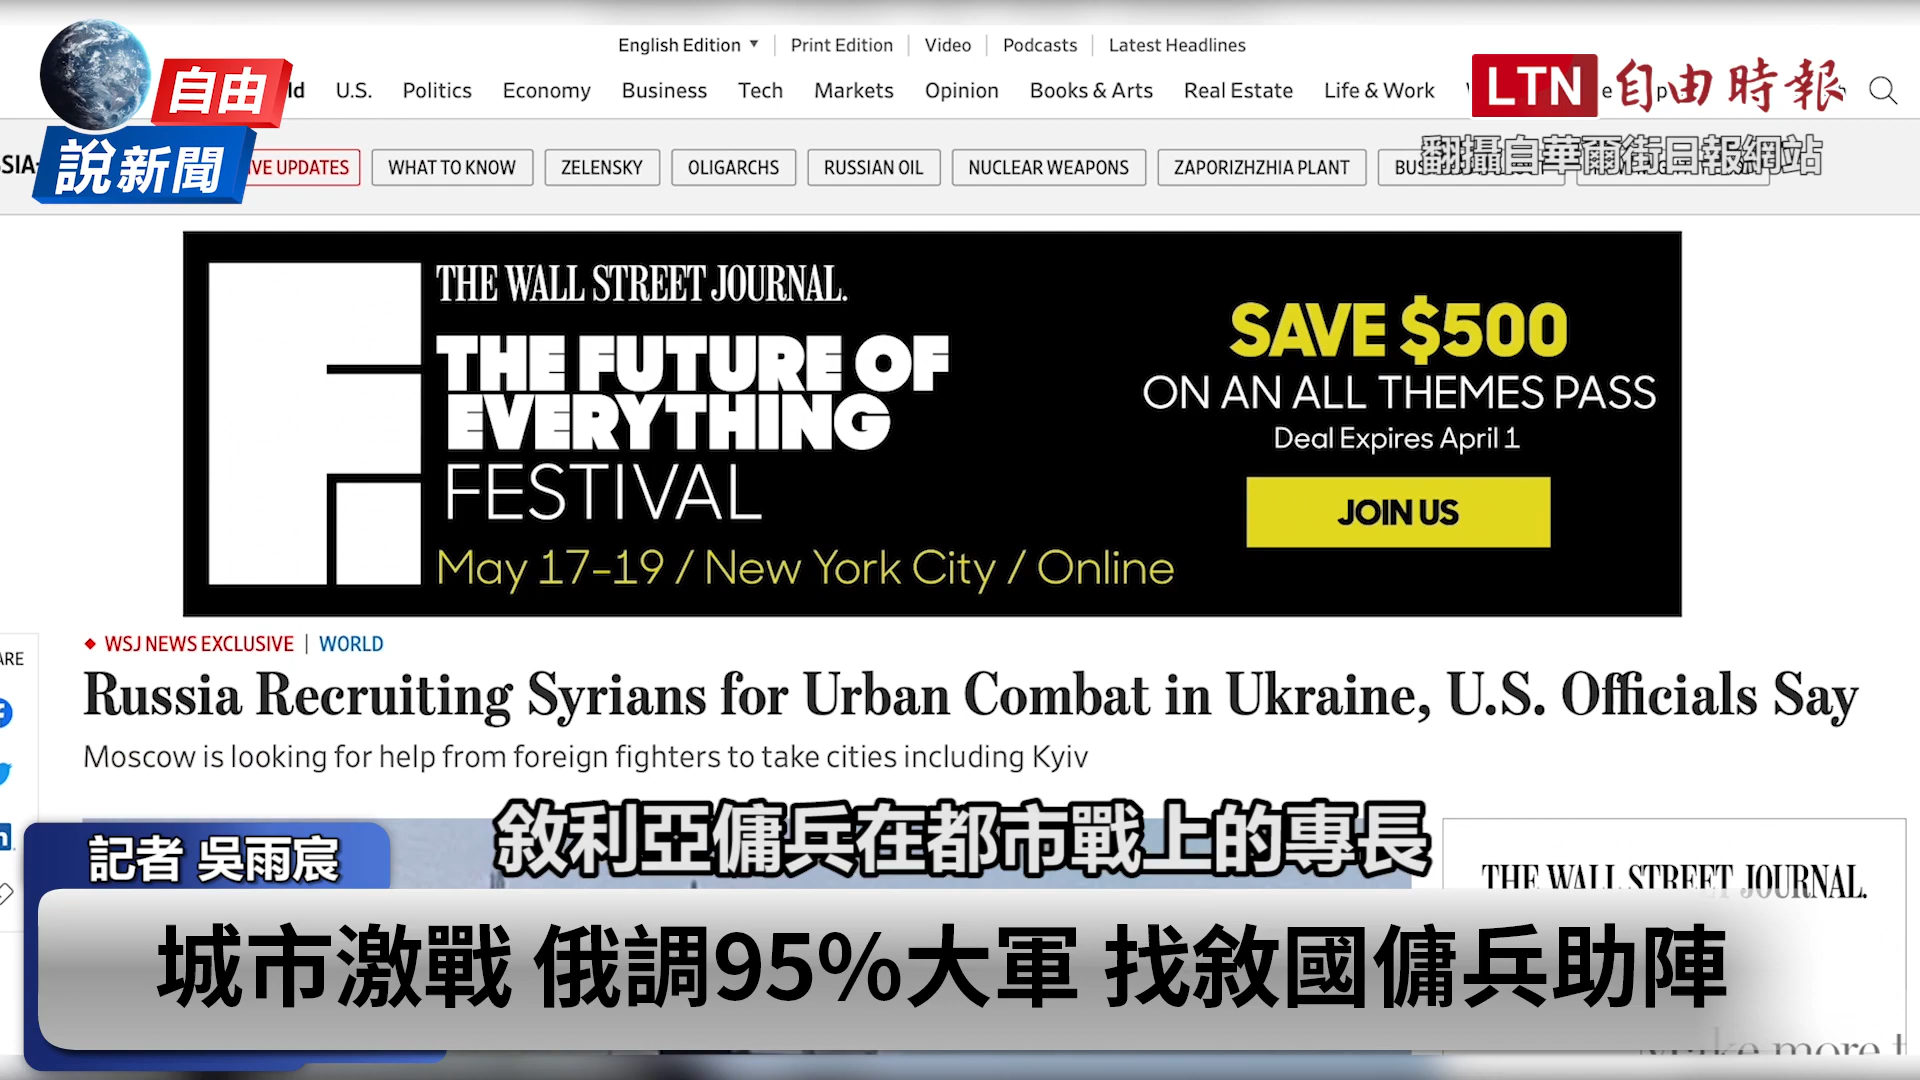 English Edition
Print Edition
Video
Podcasts
Latest Headlines
自由
說新聞
U.S.
Politics
Economy
Business
Tech
Markets
Opinion
Books & Arts
Real Estate
Life & Work
LTN 自由時報
翻攝自華爾街日報網站
UPDATES
WHAT TO KNOW
ZELENSKY
OLIGARCHS
RUSSIAN OIL
NUCLEAR WEAPONS
ZAPORIZHZHIA PLANT
THE WALL STREET JOURNAL.
THE FUTURE OF
EVERYTHING
FESTIVAL
May 17-19 / New York City / Online
SAVE $500
ON AN ALL THEMES PASS
Deal Expires April 1
JOIN US
WSJ NEWS EXCLUSIVE | WORLD
Russia Recruiting Syrians for Urban Combat in Ukraine, U.S. Officials Say
Moscow is looking for help from foreign fighters to take cities including Kyiv
敘利亞傭兵在都市戰上的專長
記者 吳雨宸
THE WALL STREET JOURNAL.
城市激戰 俄調95%大軍 找敘國傭兵助陣